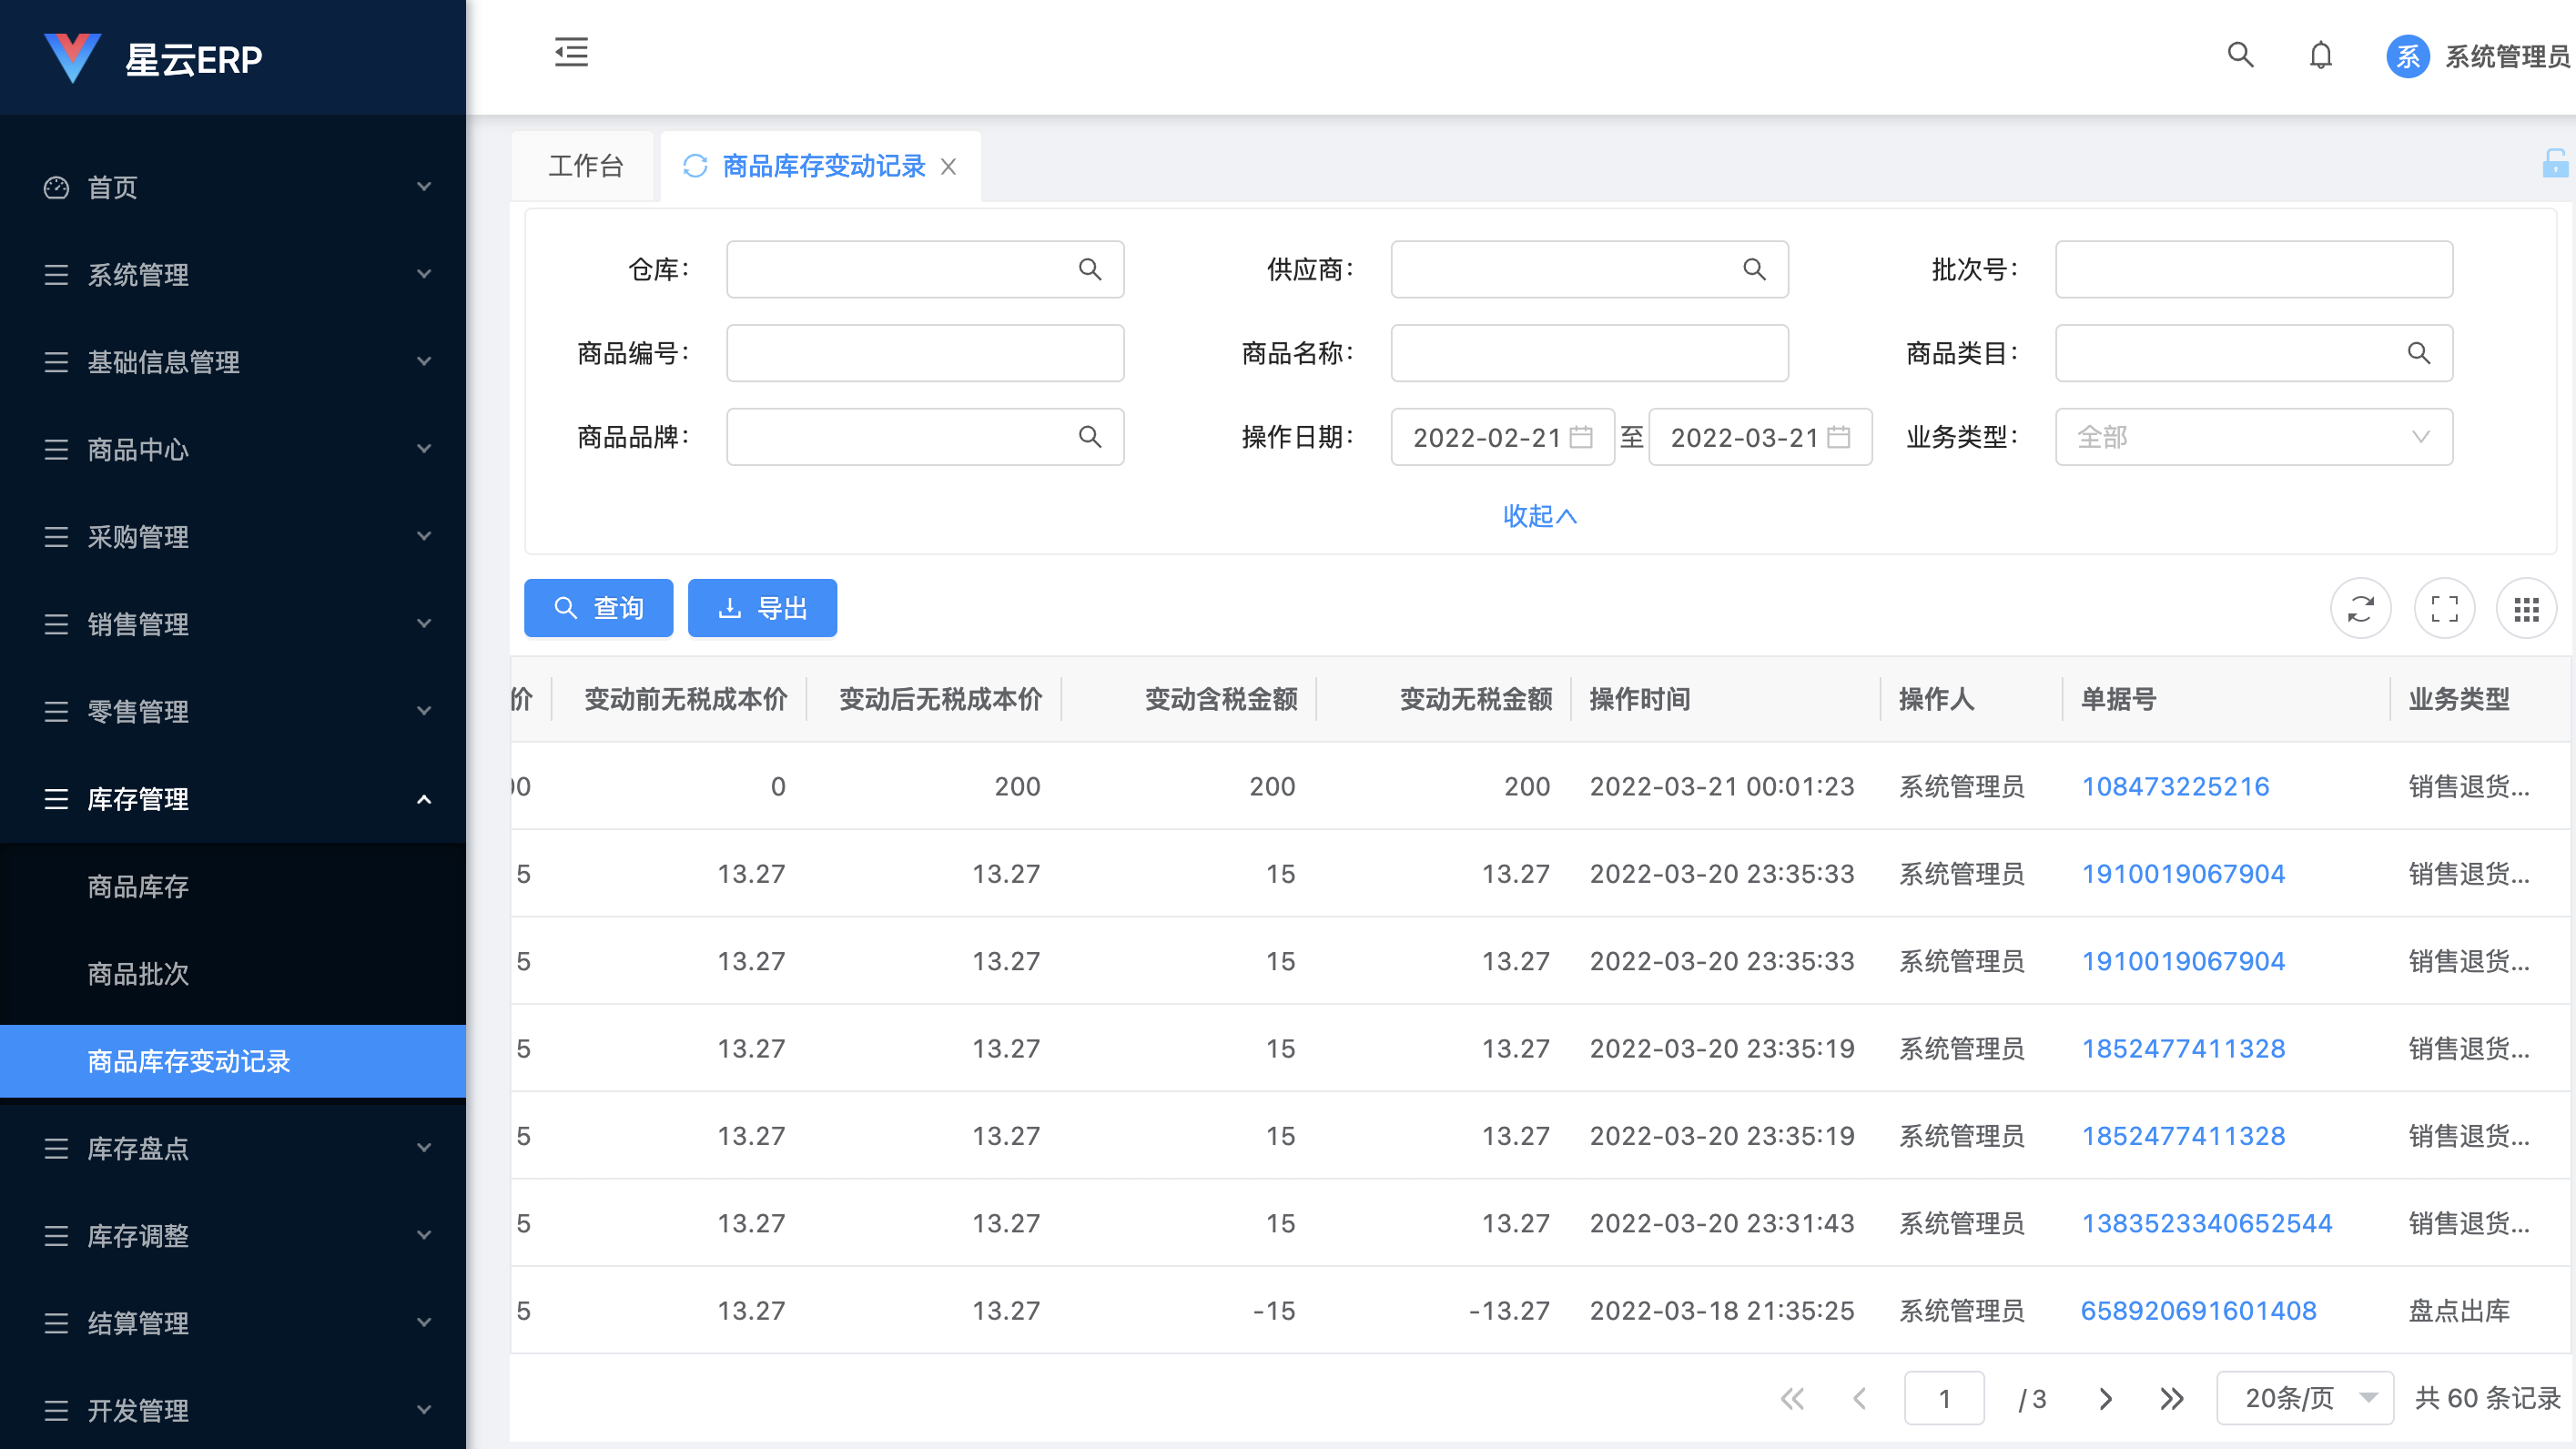 星云ERP
系 系统管理员
首页
系统管理
基础信息管理
商品中心
采购管理
销售管理
零售管理
库存管理
商品库存
商品批次
商品库存变动记录
库存盘点
库存调整
结算管理
开发管理
工作台 商品库存变动记录
仓库: 供应商: 批次号:
商品编号: 商品名称: 商品类目:
商品品牌: 操作日期: 2022-02-21 至 2022-03-21 业务类型: 全部
收起
查询 导出
价 变动前无税成本价 变动后无税成本价 变动含税金额 变动无税金额 操作时间 操作人 单据号 业务类型
00 0 200 200 200 2022-03-21 00:01:23 系统管理员 108473225216 销售退货...
5 13.27 13.27 15 13.27 2022-03-20 23:35:33 系统管理员 1910019067904 销售退货...
5 13.27 13.27 15 13.27 2022-03-20 23:35:33 系统管理员 1910019067904 销售退货...
5 13.27 13.27 15 13.27 2022-03-20 23:35:19 系统管理员 1852477411328 销售退货...
5 13.27 13.27 15 13.27 2022-03-20 23:35:19 系统管理员 1852477411328 销售退货...
5 13.27 13.27 15 13.27 2022-03-20 23:31:43 系统管理员 1383523340652544 销售退货...
5 13.27 13.27 -15 -13.27 2022-03-18 21:35:25 系统管理员 658920691601408 盘点出库
1 / 3 20条/页 共 60 条记录